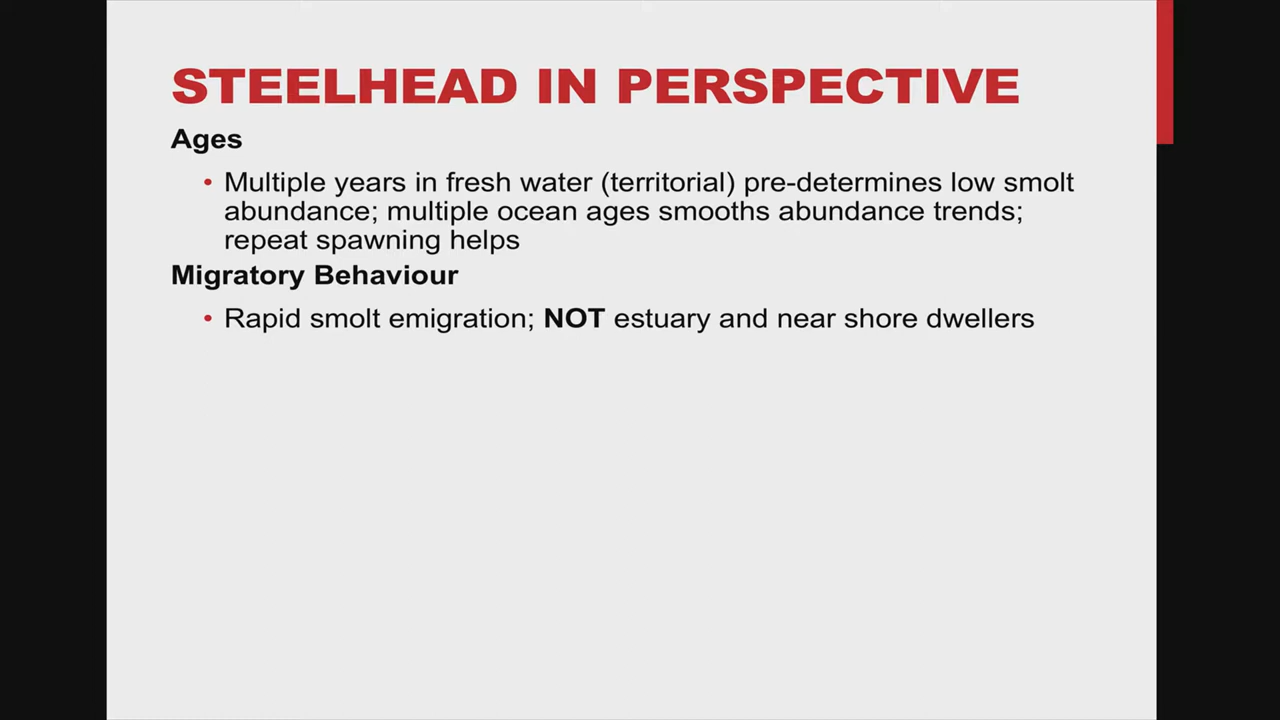 STEELHEAD IN PERSPECTIVE
Ages
• Multiple years in fresh water (territorial) pre-determines low smolt
abundance; multiple ocean ages smooths abundance trends;
repeat spawning helps
Migratory Behaviour
• Rapid smolt emigration; NOT estuary and near shore dwellers